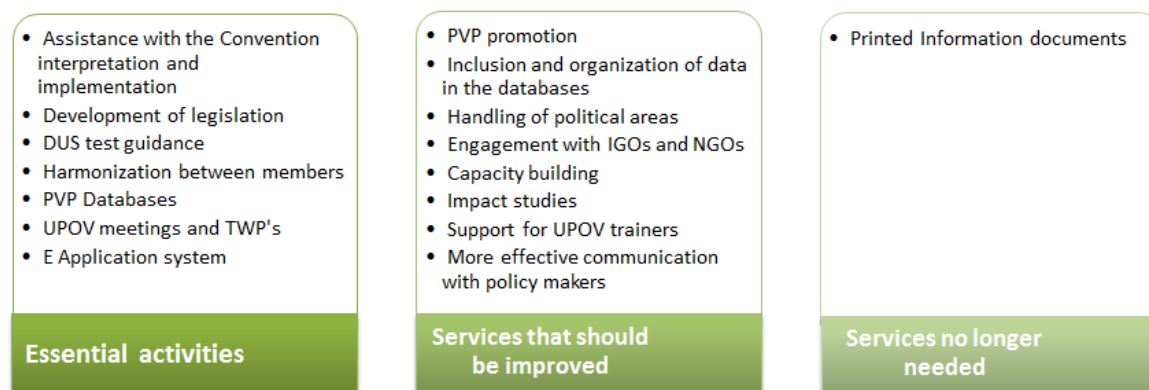 • Assistance with the Convention
interpretation and
implementation
• Development of legislation
• DUS test guidance
• Harmonization between members
• PVP Databases
• UPOV meetings and TWP's
• E Application system
Essential activities
• PVP promotion
• Inclusion and organization of data
in the databases
• Handling of political areas
• Engagement with IGOs and NGOs
• Capacity building
• Impact studies
• Support for UPOV trainers
• More effective communication
with policy makers
Services that should
be improved
• Printed Information documents
Services no longer
needed